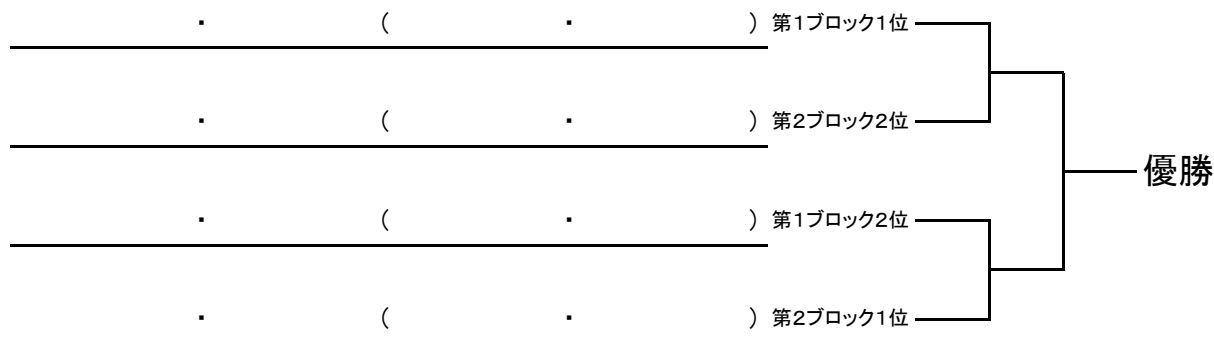 ・ ( ・ ) 第1ブロック1位
・ ( ・ ) 第2ブロック2位
優勝
・ ( ・ ) 第1ブロック2位
・ ( ・ ) 第2ブロック1位